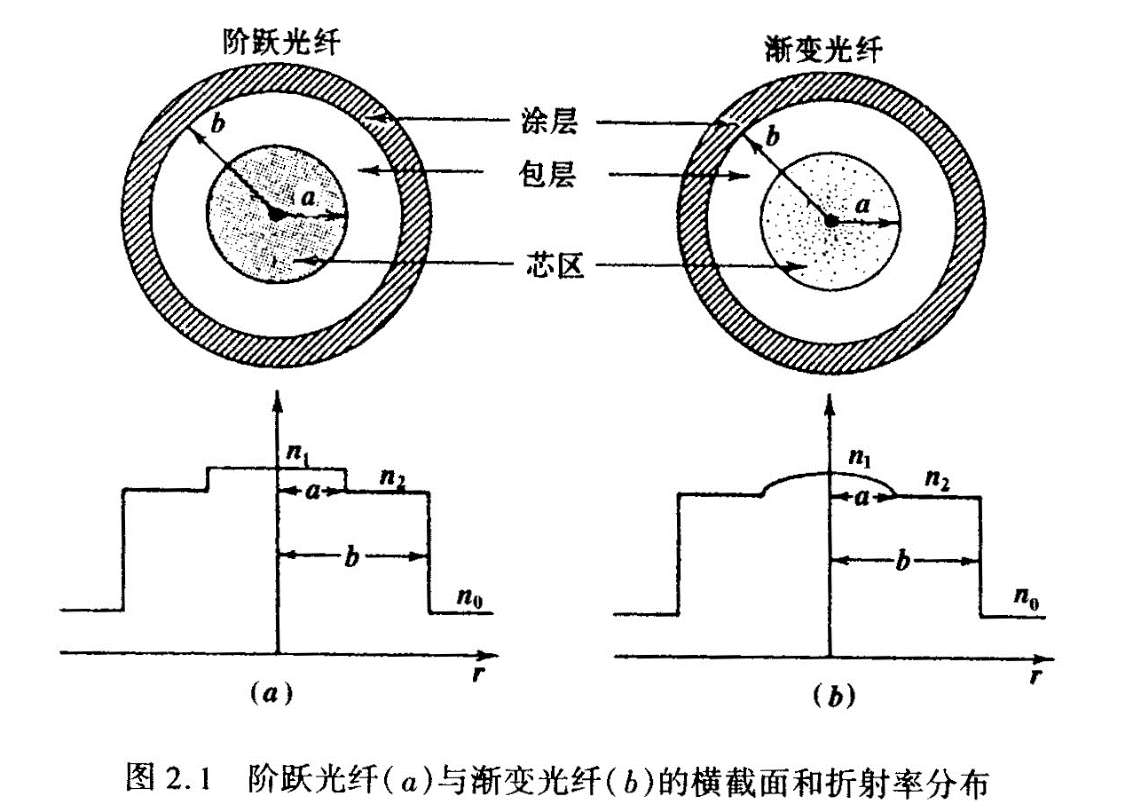 阶跃光纤
渐变光纤
b
涂层
b
包层
a
a
芯区
n1
n2
a
b
n0
r
n1
n2
a
b
n0
r
(a)
(b)
图 2.1 阶跃光纤(a)与渐变光纤(b)的横截面和折射率分布